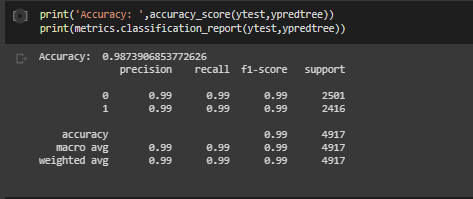 print('Accuracy: ',accuracy_score(ytest,ypredtree))
print(metrics.classification_report(ytest,ypredtree))
Accuracy:  0.9873906853772626
precision recall f1-score support
0 0.99 0.99 0.99 2501
1 0.99 0.99 0.99 2416
accuracy 0.99 4917
macro avg 0.99 0.99 0.99 4917
weighted avg 0.99 0.99 0.99 4917